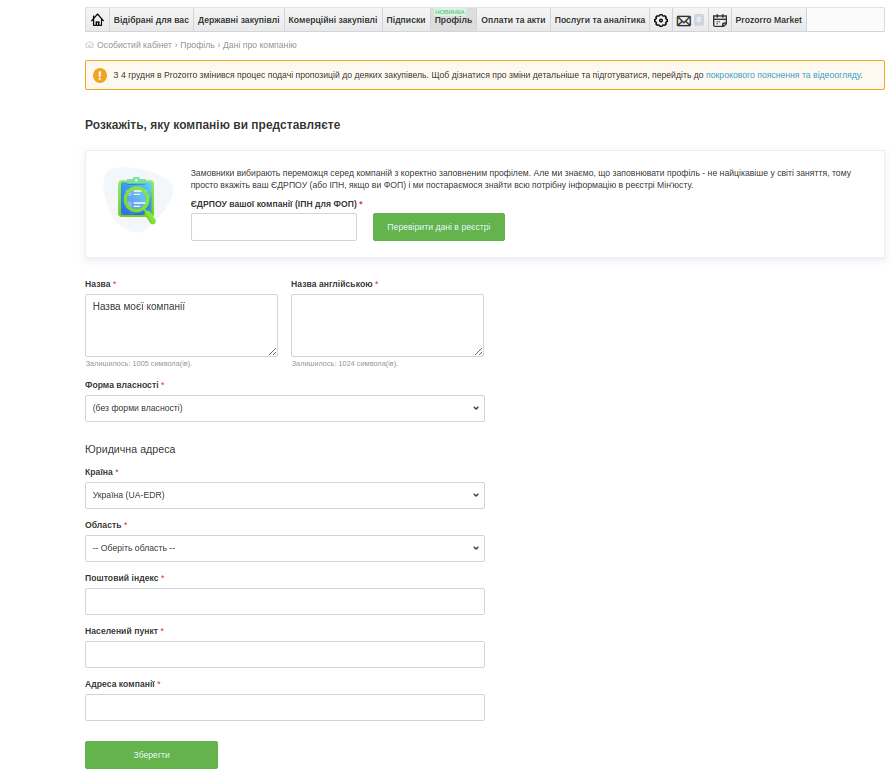 НОВИНКА
Відібрані для вас Державні закупівлі Комерційні закупівлі Підписки Профіль Оплати та акти Послуги та аналітика 0 Prozorro Market
Особистий кабінет › Профіль › Дані про компанію
З 4 грудня в Prozorro змінився процес подачі пропозицій до деяких закупівель. Щоб дізнатися про зміни детальніше та підготуватися, перейдіть до покрокового пояснення та відеоогляду.
Розкажіть, яку компанію ви представляєте
Замовники вибирають переможця серед компаній з коректно заповненим профілем. Але ми знаємо, що заповнювати профіль - не найцікавіше у світі заняття, тому
просто вкажіть ваш ЄДРПОУ (або ІПН, якщо ви ФОП) і ми постараємося знайти всю потрібну інформацію в реєстрі Мін'юсту.
ЄДРПОУ вашої компанії (ІПН для ФОП) *
Перевірити дані в реєстрі
Назва * Назва англійською *
Назва моєї компанії
Залишилось: 1005 символа(ів). Залишилось: 1024 символа(ів).
Форма власності *
(без форми власності)
Юридична адреса
Країна *
Україна (UA-EDR)
Область *
-- Оберіть область --
Поштовий індекс *
Населений пункт *
Адреса компанії *
Зберегти